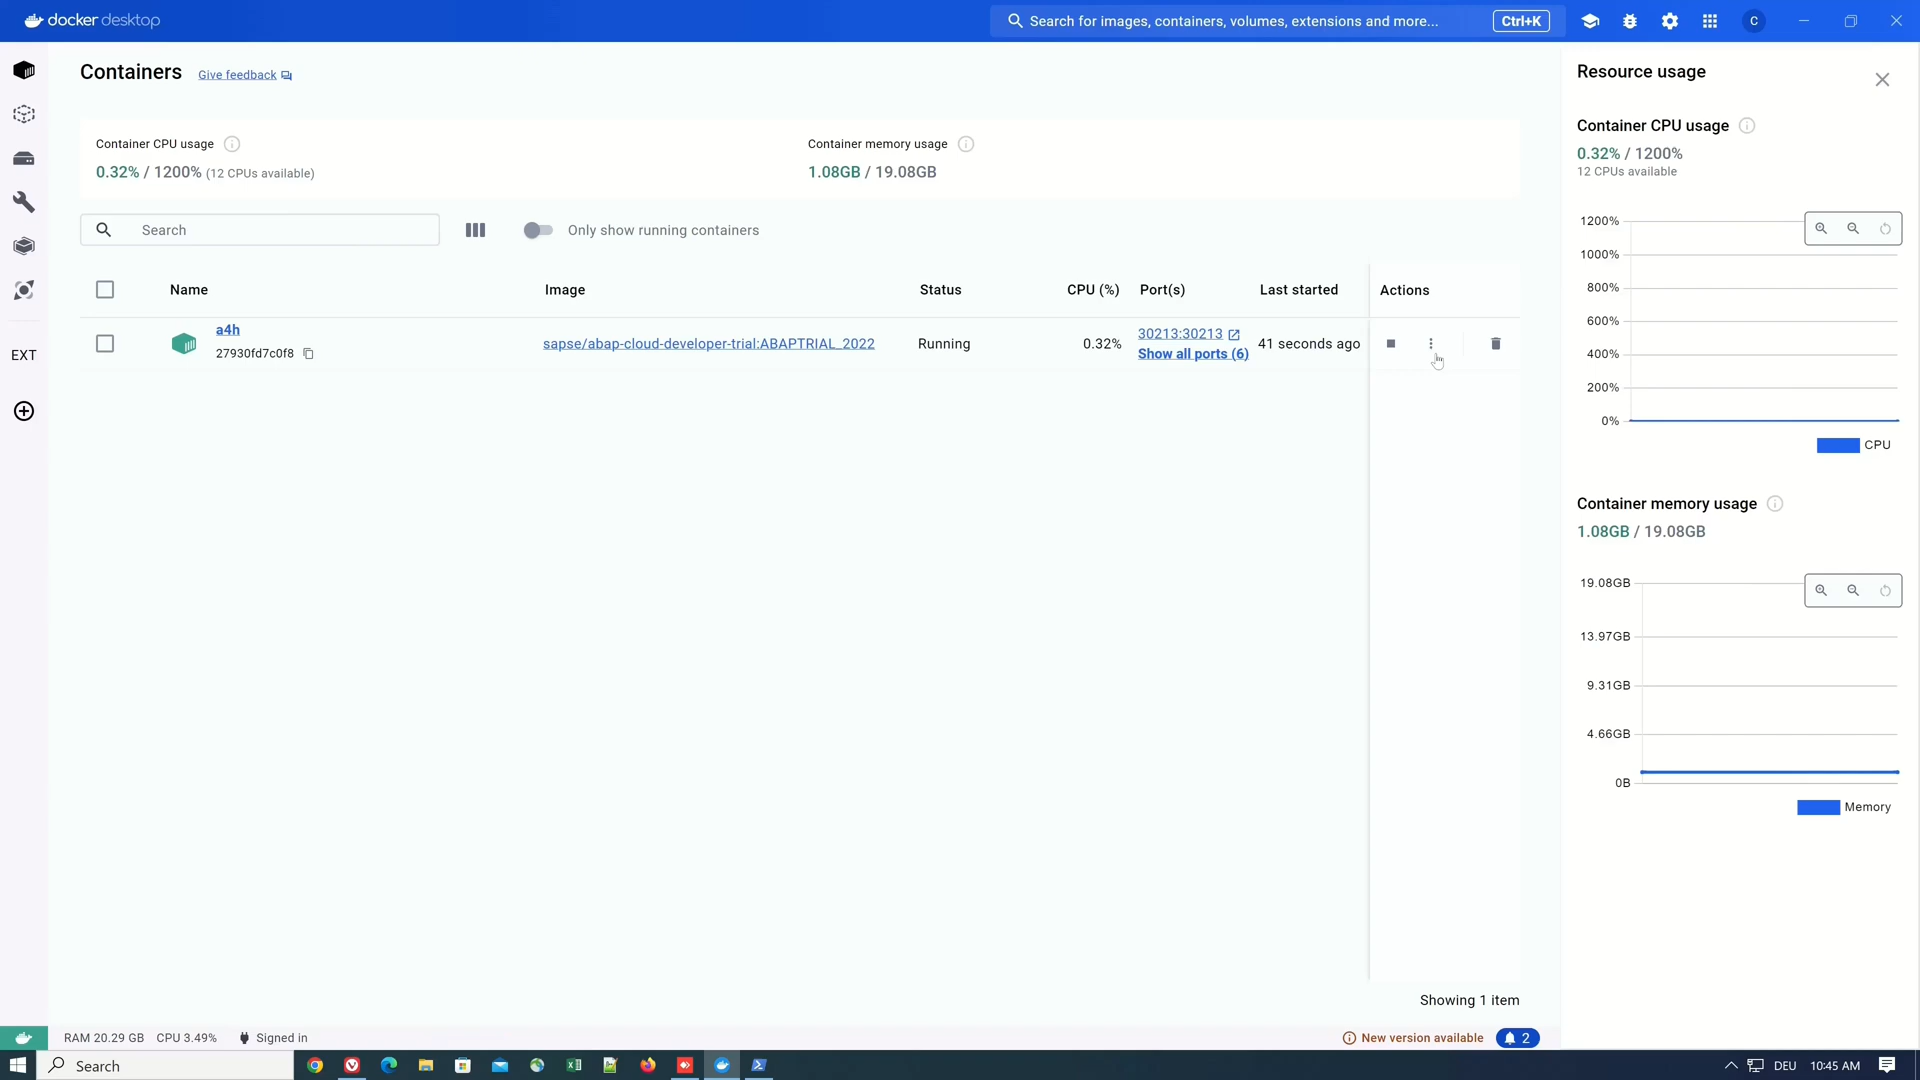 docker desktop
Search for images, containers, volumes, extensions and more...
Ctrl+K
C
Containers
Give feedback
Container CPU usage
0.32% / 1200% (12 CPUs available)
Container memory usage
1.08GB / 19.08GB
Search
Only show running containers
Name
Image
Status
CPU (%)
Port(s)
Last started
Actions
a4h
27930fd7c0f8
sapse/abap-cloud-developer-trial:ABAPTRIAL_2022
Running
0.32%
30213:30213
Show all ports (6)
41 seconds ago
EXT
Showing 1 item
Resource usage
Container CPU usage
0.32% / 1200%
12 CPUs available
1200%
1000%
800%
600%
400%
200%
0%
CPU
Container memory usage
1.08GB / 19.08GB
19.08GB
13.97GB
9.31GB
4.66GB
0B
Memory
RAM 20.29 GB
CPU 3.49%
Signed in
New version available
2
Search
DEU
10:45 AM